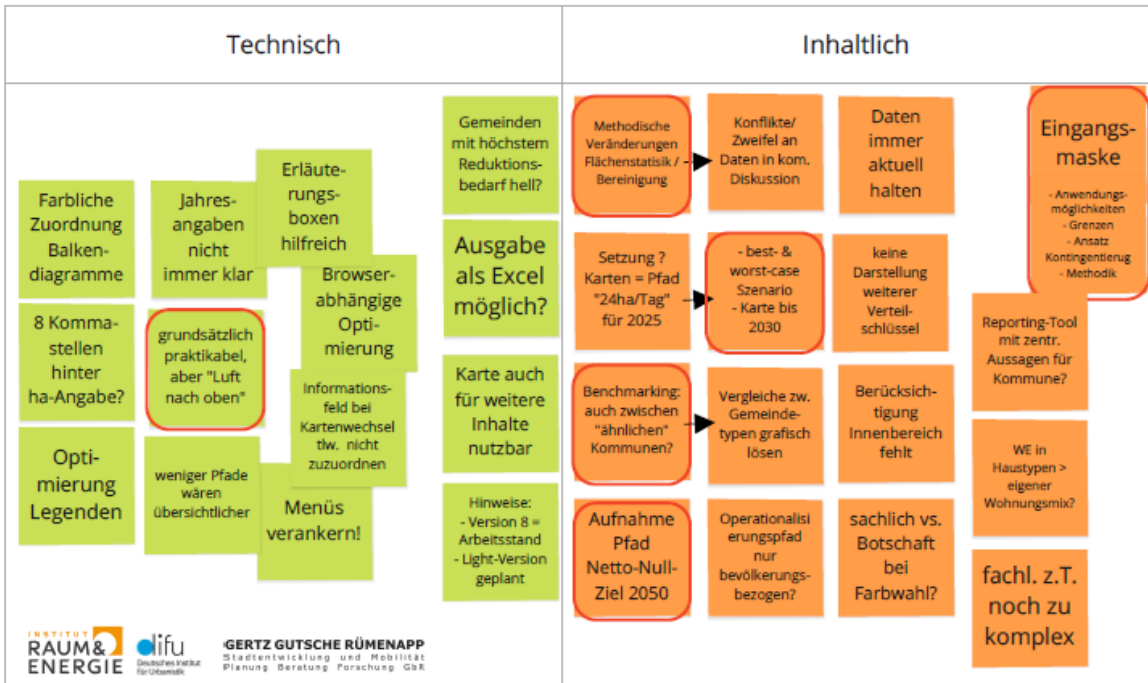 Technisch
Inhaltlich
Farbliche
Zuordnung
Balken-
diagramme
Jahres-
angaben
nicht
immer klar
Erläute-
rungs-
boxen
hilfreich
Gemeinden
mit höchstem
Reduktions-
bedarf hell?
8 Komma-
stellen
hinter
ha-Angabe?
grundsätzlich
praktikabel,
aber "Luft
nach oben"
Browser-
abhängige
Opti-
mierung
Ausgabe
als Excel
möglich?
Opti-
mierung
Legenden
weniger Pfade
wären
übersichtlicher
Informations-
feld bei
Kartenwechsel
tlw. nicht
zuzuordnen
Menüs
verankern!
Karte auch
für weitere
Inhalte
nutzbar
Hinweise:
- Version 8 =
Arbeitsstand
- Light-Version
geplant
Methodische
Veränderungen
Flächenstatisik /
Bereinigung
Konflikte/
Zweifel an
Daten in kom.
Diskussion
Daten
immer
aktuell
halten
Eingangs-
maske
- Anwendungs-
möglichkeiten
- Grenzen
- Ansatz
Kontingentierug
- Methodik
Setzung ?
Karten = Pfad
"24ha/Tag"
für 2025
- best- &
worst-case
Szenario
- Karte bis
2030
keine
Darstellung
weiterer
Verteil-
schlüssel
Reporting-Tool
mit zentr.
Aussagen für
Kommune?
Benchmarking:
auch zwischen
"ähnlichen"
Kommunen?
Vergleiche zw.
Gemeinde-
typen grafisch
lösen
Berücksich-
tigung
Innenbereich
fehlt
WE in
Haustypen >
eigener
Wohnungsmix?
Aufnahme
Pfad
Netto-Null-
Ziel 2050
Operationalisi
erungspfad
nur
bevölkerungs-
bezogen?
sachlich vs.
Botschaft
bei
Farbwahl?
fachl. z.T.
noch zu
komplex
INSTITUT
RAUM &
ENERGIE
difu
Deutsches Institut
für Urbanistik
GERTZ GUTSCHE RÜMENAPP
Stadtentwicklung und Mobilität
Planung Beratung Forschung GbR